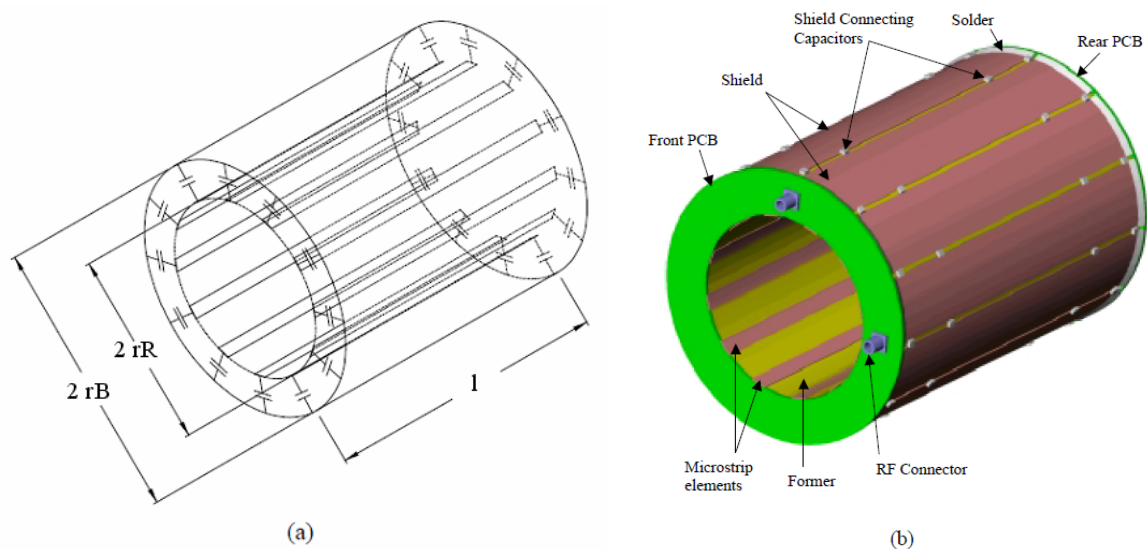 Shield Connecting
Capacitors
Solder
Rear PCB
Shield
Front PCB
2 rR
2 rB
l
Microstrip
elements
Former
RF Connector
(a)
(b)